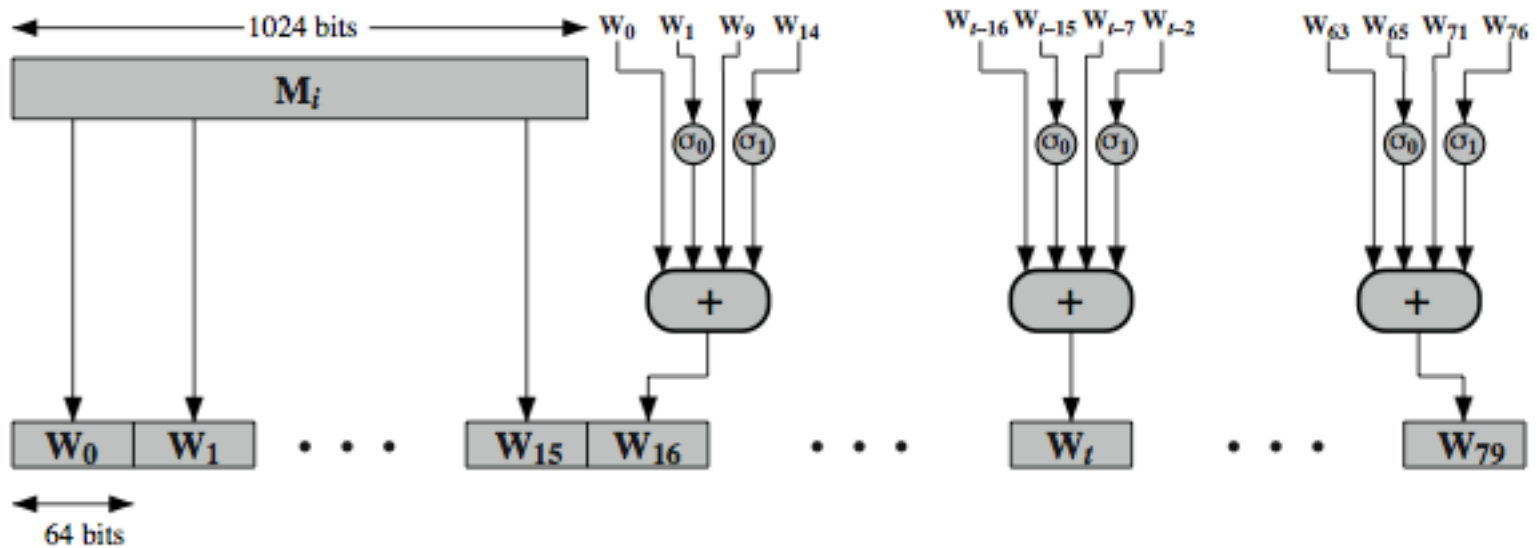 1024 bits
W0 W1 W9 W14
Wt–16 Wt–15 Wt–7 Wt–2
W63 W65 W71 W76
Mi
σ0 σ1
σ0 σ1
σ0 σ1
+
+
+
W0 W1 • • • W15 W16 • • • Wt • • • W79
64 bits